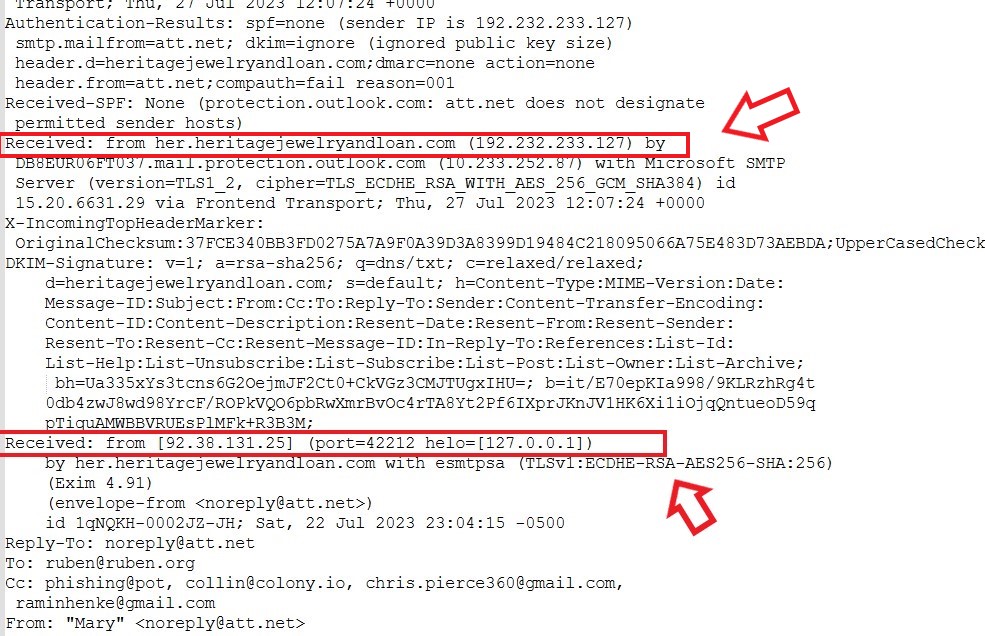 Transport; Thu, 27 Jul 2023 12:07:24 +0000
Authentication-Results: spf=none (sender IP is 192.232.233.127)
smtp.mailfrom=att.net; dkim=ignore (ignored public key size)
header.d=heritagejewelryandloan.com;dmarc=none action=none
header.from=att.net;compauth=fail reason=001
Received-SPF: None (protection.outlook.com: att.net does not designate
permitted sender hosts)
Received: from her.heritagejewelryandloan.com (192.232.233.127) by
DB8EUR06FT037.mail.protection.outlook.com (10.233.252.87) with Microsoft SMTP
Server (version=TLS1_2, cipher=TLS_ECDHE_RSA_WITH_AES_256_GCM_SHA384) id
15.20.6631.29 via Frontend Transport; Thu, 27 Jul 2023 12:07:24 +0000
X-IncomingTopHeaderMarker:
OriginalChecksum:37FCE340BB3FD0275A7A9F0A39D3A8399D19484C218095066A75E483D73AEBDA;UpperCasedCheck
DKIM-Signature: v=1; a=rsa-sha256; q=dns/txt; c=relaxed/relaxed;
d=heritagejewelryandloan.com; s=default; h=Content-Type:MIME-Version:Date:
Message-ID:Subject:From:Cc:To:Reply-To:Sender:Content-Transfer-Encoding:
Content-ID:Content-Description:Resent-Date:Resent-From:Resent-Sender:
Resent-To:Resent-Cc:Resent-Message-ID:In-Reply-To:References:List-Id:
List-Help:List-Unsubscribe:List-Subscribe:List-Post:List-Owner:List-Archive;
bh=Ua335xYs3tcns6G2OejmJF2Ct0+CkVGz3CMJTUgxIHU=; b=it/E70epKIa998/9KLRzhRg4t
0db4zwJ8wd98YrcF/ROPkVQO6pbRwXmrBvOc4rTA8Yt2Pf6IXprJKnJV1HK6Xi1iOjqQntueoD59q
pTiquAMWBBVRUEsPlMFk+R3B3M;
Received: from [92.38.131.25] (port=42212 helo=[127.0.0.1])
by her.heritagejewelryandloan.com with esmtpsa (TLSv1:ECDHE-RSA-AES256-SHA:256)
(Exim 4.91)
(envelope-from <noreply@att.net>)
id 1qNQKH-0002JZ-JH; Sat, 22 Jul 2023 23:04:15 -0500
Reply-To: noreply@att.net
To: ruben@ruben.org
Cc: phishing@pot, collin@colony.io, chris.pierce360@gmail.com,
raminhenke@gmail.com
From: "Mary" <noreply@att.net>